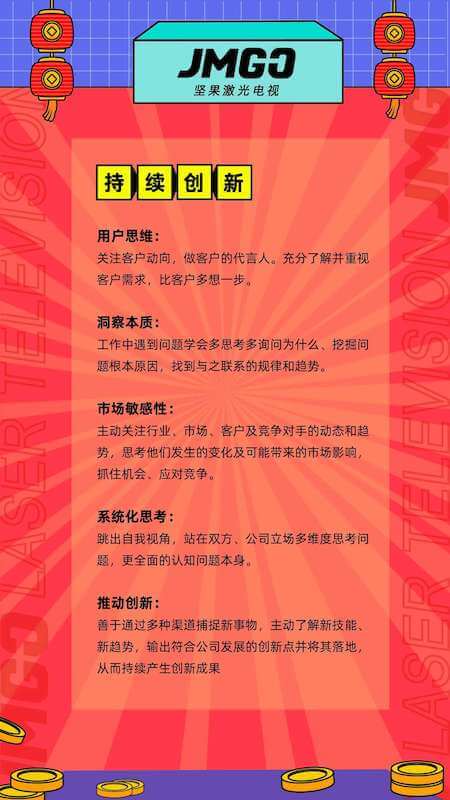 JMGO
坚果激光电视
持续创新
用户思维：
关注客户动向，做客户的代言人。充分了解并重视
客户需求，比客户多想一步。
洞察本质：
工作中遇到问题学会多思考多询问为什么、挖掘问
题根本原因，找到与之联系的规律和趋势。
市场敏感性：
主动关注行业、市场、客户及竞争对手的动态和趋
势，思考他们发生的变化及可能带来的市场影响，
抓住机会、应对竞争。
系统化思考：
跳出自我视角，站在双方、公司立场多维度思考问
题，更全面的认知问题本身。
推动创新：
善于通过多种渠道捕捉新事物，主动了解新技能、
新趋势，输出符合公司发展的创新点并将其落地，
从而持续产生创新成果
JMGO LASER TELEVISION
LASER TELEVISION JMGO